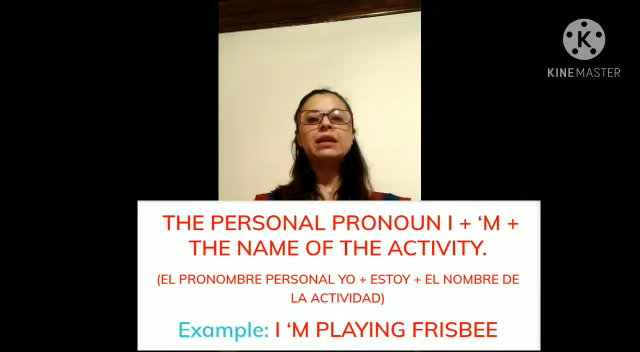 KINEMASTER
THE PERSONAL PRONOUN I + ‘M +
THE NAME OF THE ACTIVITY.
(EL PRONOMBRE PERSONAL YO + ESTOY + EL NOMBRE DE
LA ACTIVIDAD)
Example: I ‘M PLAYING FRISBEE